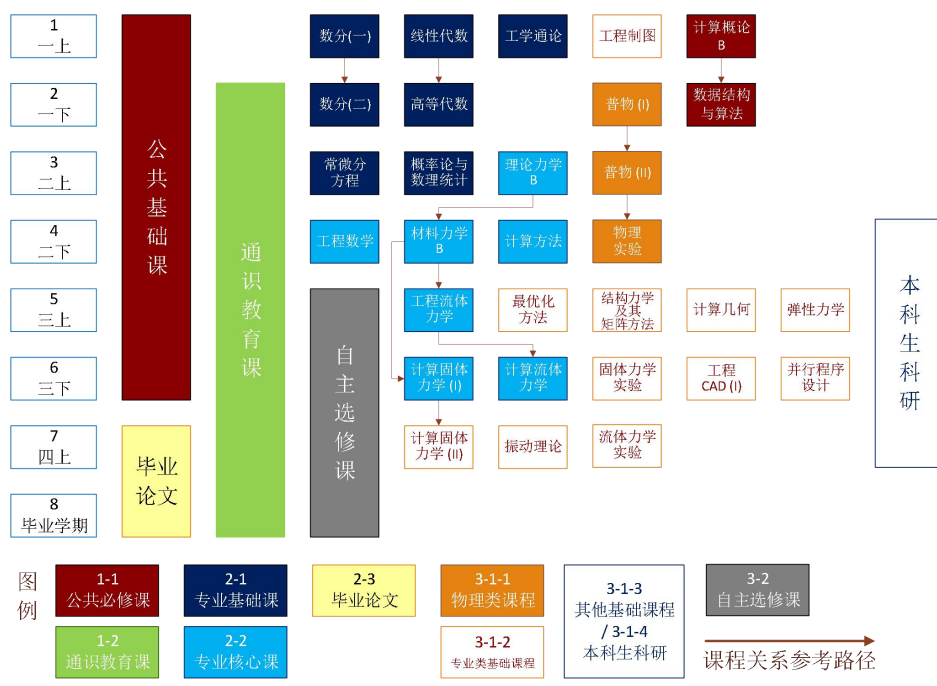 1
一上
数分(一)
线性代数
工学通论
工程制图
计算概论
B
2
一下
数分(二)
高等代数
普物 (I)
数据结构
与算法
3
二上
常微分
方程
概率论与
数理统计
理论力学
B
普物 (II)
4
二下
工程数学
材料力学
B
计算方法
物理
实验
5
三上
工程流体
力学
最优化
方法
结构力学
及其
矩阵方法
计算几何
弹性力学
6
三下
计算固体
力学 (I)
计算流体
力学
固体力学
实验
工程
CAD (I)
并行程序
设计
7
四上
计算固体
力学 (II)
振动理论
流体力学
实验
8
毕业学期
公共基础课
通识教育课
自主选修课
毕业
论文
本科生科研
图例
1-1
公共必修课
2-1
专业基础课
2-3
毕业论文
3-1-1
物理类课程
3-1-3
其他基础课程
/ 3-1-4
本科生科研
3-2
自主选修课
1-2
通识教育课
2-2
专业核心课
3-1-2
专业类基础课程
课程关系参考路径